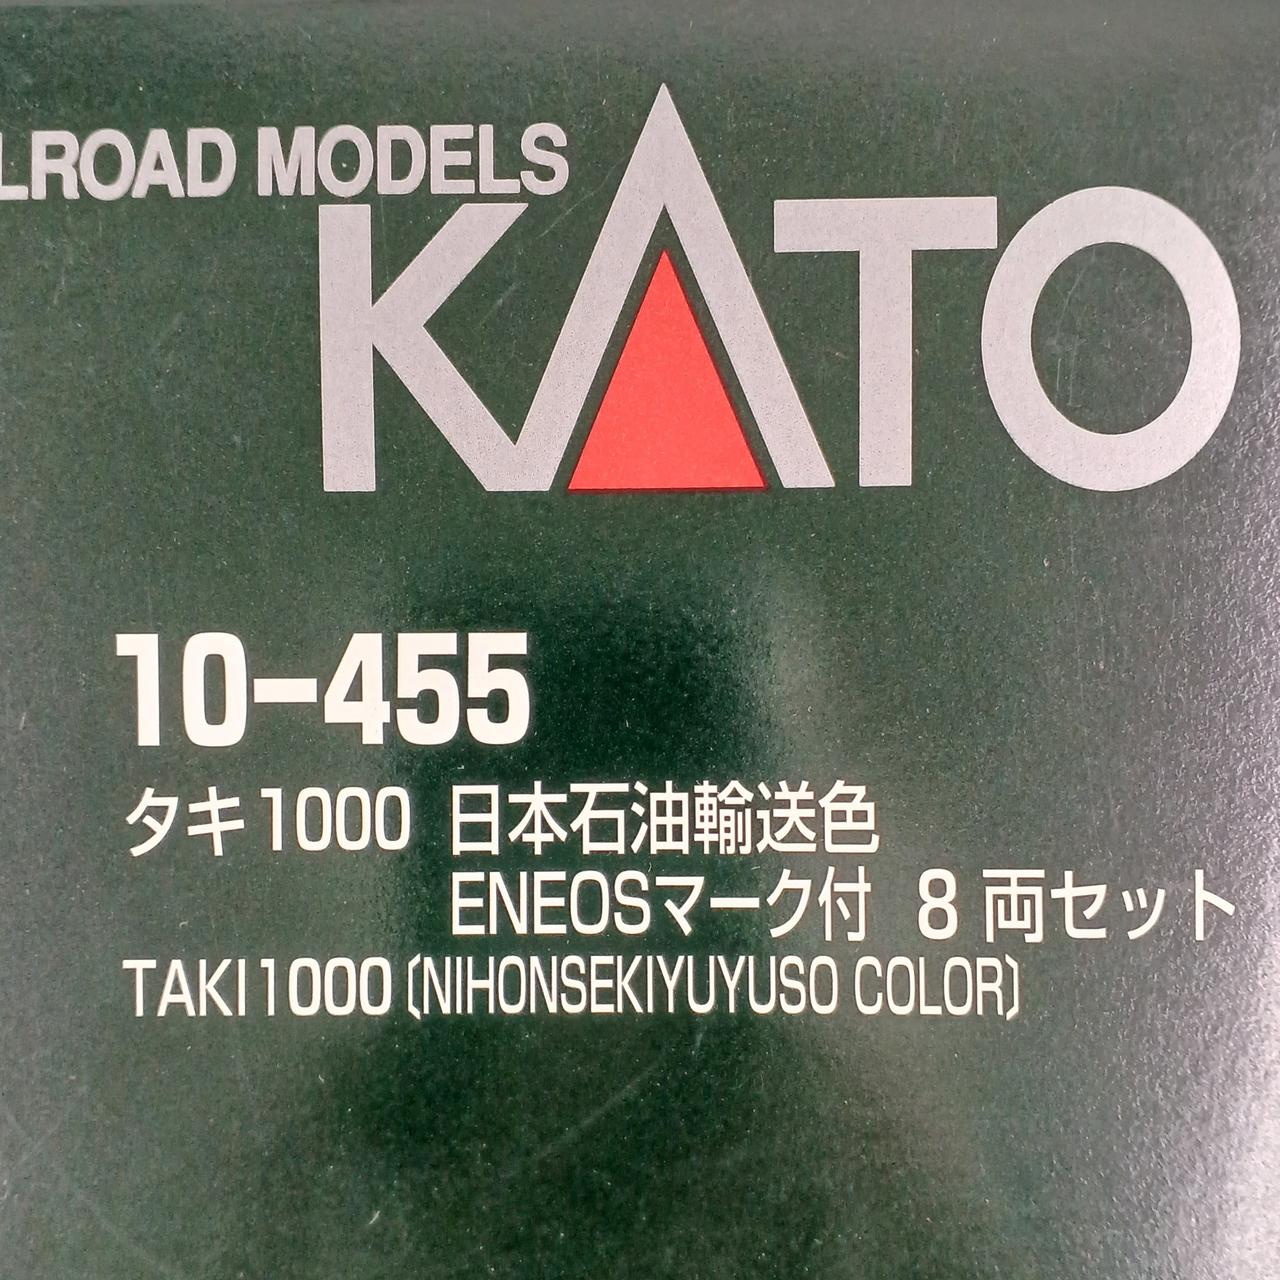 LROAD MODELS
KATO
10-455
タキ1000 日本石油輸送色
ENEOSマーク付 8両セット
TAKI1000〔NIHONSEKIYUYUSO COLOR〕